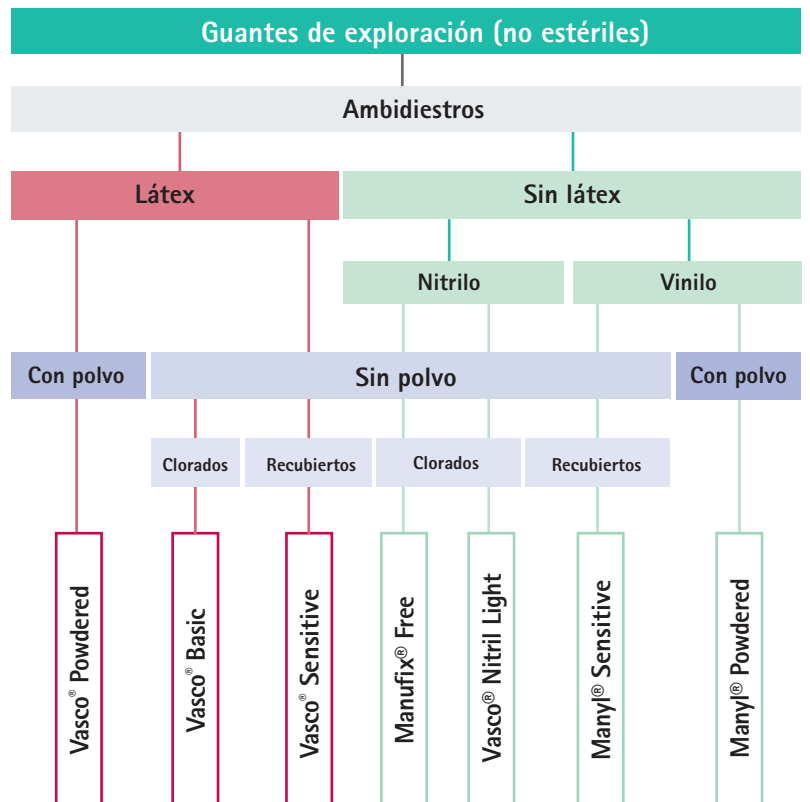 Guantes de exploración (no estériles)
Ambidiestros
Látex
Sin látex
Nitrilo
Vinilo
Con polvo
Sin polvo
Con polvo
Clorados
Recubiertos
Clorados
Recubiertos
Vasco® Powdered
Vasco® Basic
Vasco® Sensitive
Manufix® Free
Vasco® Nitril Light
Manyl® Sensitive
Manyl® Powdered